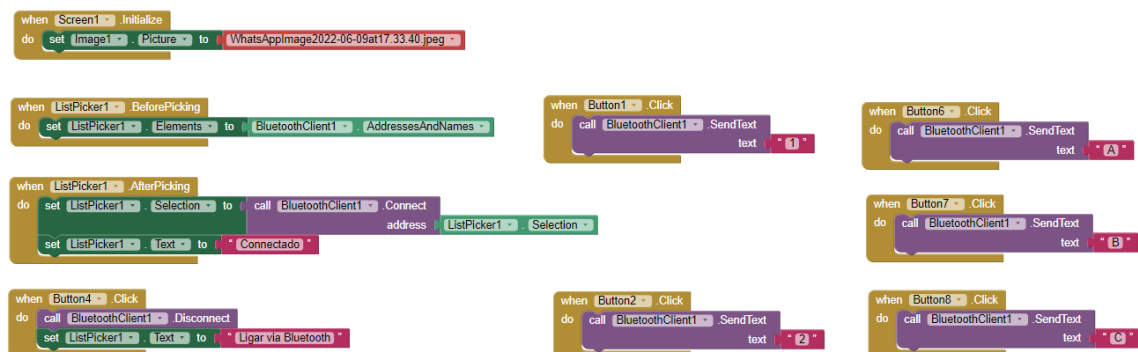 when Screen1 .Initialize
do set Image1 . Picture to WhatsAppImage2022-06-09at17.33.40.jpeg
when ListPicker1 .BeforePicking
do set ListPicker1 . Elements to BluetoothClient1 . AddressesAndNames
when ListPicker1 .AfterPicking
do set ListPicker1 . Selection to call BluetoothClient1 .Connect
address ListPicker1 . Selection
set ListPicker1 . Text to "Connectado"
when Button4 .Click
do call BluetoothClient1 .Disconnect
set ListPicker1 . Text to "Ligar via Bluetooth"
when Button1 .Click
do call BluetoothClient1 .SendText
text "1"
when Button2 .Click
do call BluetoothClient1 .SendText
text "2"
when Button6 .Click
do call BluetoothClient1 .SendText
text "A"
when Button7 .Click
do call BluetoothClient1 .SendText
text "B"
when Button8 .Click
do call BluetoothClient1 .SendText
text "C"